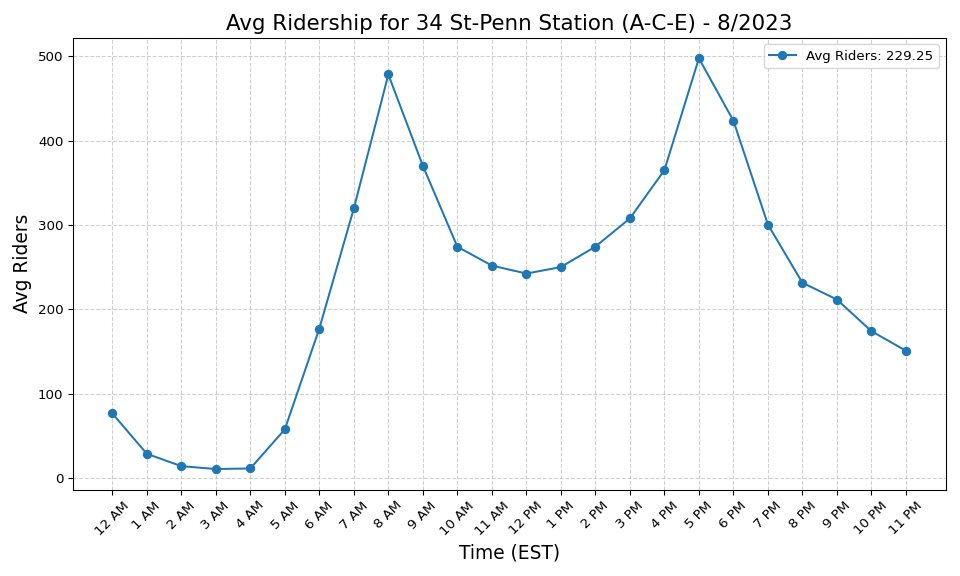 Avg Ridership for 34 St-Penn Station (A-C-E) - 8/2023
Avg Riders: 229.25
Avg Riders
500
400
300
200
100
0
12 AM
1 AM
2 AM
3 AM
4 AM
5 AM
6 AM
7 AM
8 AM
9 AM
10 AM
11 AM
12 PM
1 PM
2 PM
3 PM
4 PM
5 PM
6 PM
7 PM
8 PM
9 PM
10 PM
11 PM
Time (EST)